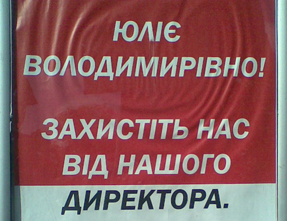 ЮЛІЄ
ВОЛОДИМИРІВНО!
ЗАХИСТІТЬ НАС
ВІД НАШОГО
ДИРЕКТОРА.